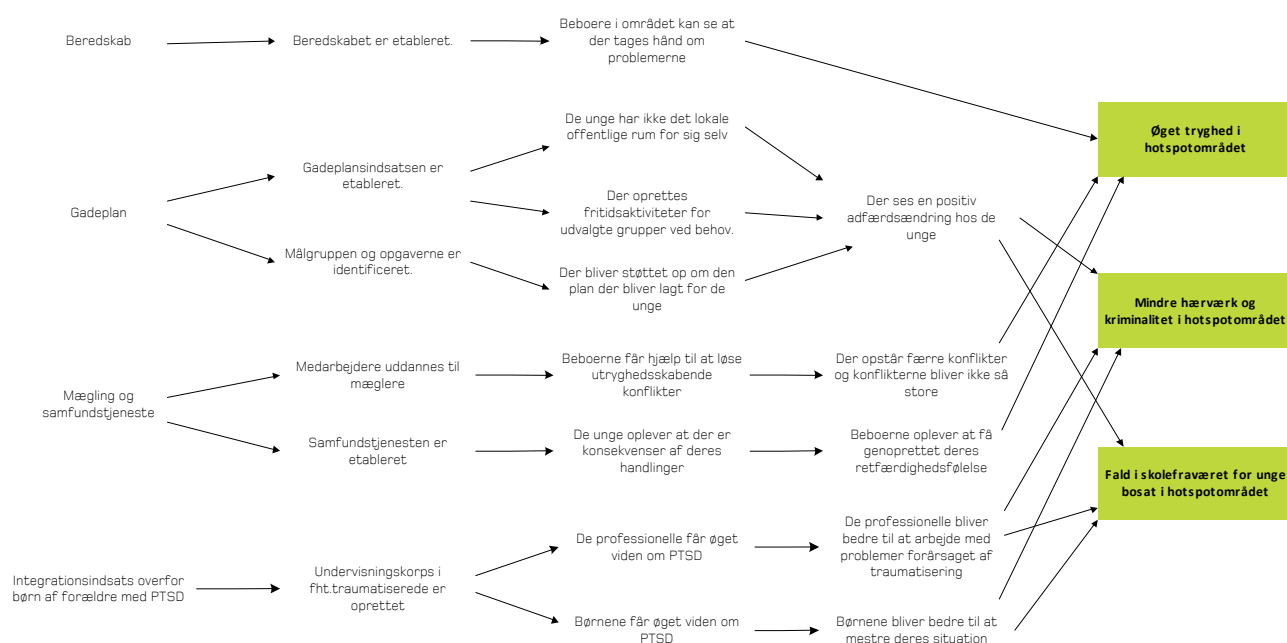 Beredskab
Beredskabet er etableret.
Beboere i området kan se at
der tages hånd om
problemerne
Øget tryghed i
hotspotområdet
Gadeplan
Gadeplansindsatsen er
etableret.
Målgruppen og opgaverne er
identificeret.
De unge har ikke det lokale
offentlige rum for sig selv
Der oprettes
fritidsaktiviteter for
udvalgte grupper ved behov.
Der bliver støttet op om den
plan der bliver lagt for de
unge
Der ses en positiv
adfærdsændring hos de
unge
Mindre hærværk og
kriminalitet i hotspotområdet
Mægling og
samfundstjeneste
Medarbejdere uddannes til
mæglere
Beboerne får hjælp til at løse
utryghedsskabende
konflikter
Der opstår færre konflikter
og konflikterne bliver ikke så
store
Samfundstjenesten er
etableret
De unge oplever at der er
konsekvenser af deres
handlinger
Beboerne oplever at få
genoprettet deres
retfærdighedsfølelse
Fald i skolefraværet for unge
bosat i hotspotområdet
Integrationsindsats overfor
børn af forældre med PTSD
Undervisningskorps i
fht.traumatiserede er
oprettet
De professionelle får øget
viden om PTSD
De professionelle bliver
bedre til at arbejde med
problemer forårsaget af
traumatisering
Børnene får øget viden om
PTSD
Børnene bliver bedre til at
mestre deres situation